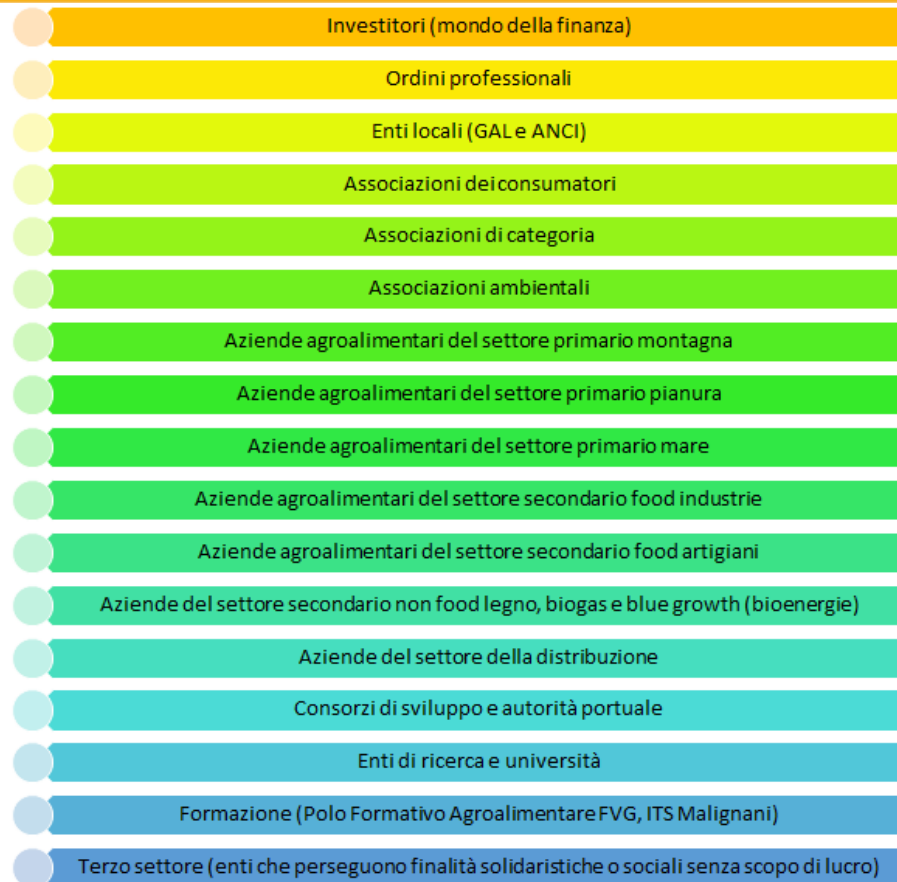 Investitori (mondo della finanza)
Ordini professionali
Enti locali (GAL e ANCI)
Associazioni dei consumatori
Associazioni di categoria
Associazioni ambientali
Aziende agroalimentari del settore primario montagna
Aziende agroalimentari del settore primario pianura
Aziende agroalimentari del settore primario mare
Aziende agroalimentari del settore secondario food industrie
Aziende agroalimentari del settore secondario food artigiani
Aziende del settore secondario non food legno, biogas e blue growth (bioenergie)
Aziende del settore della distribuzione
Consorzi di sviluppo e autorità portuale
Enti di ricerca e università
Formazione (Polo Formativo Agroalimentare FVG, ITS Malignani)
Terzo settore (enti che perseguono finalità solidaristiche o sociali senza scopo di lucro)